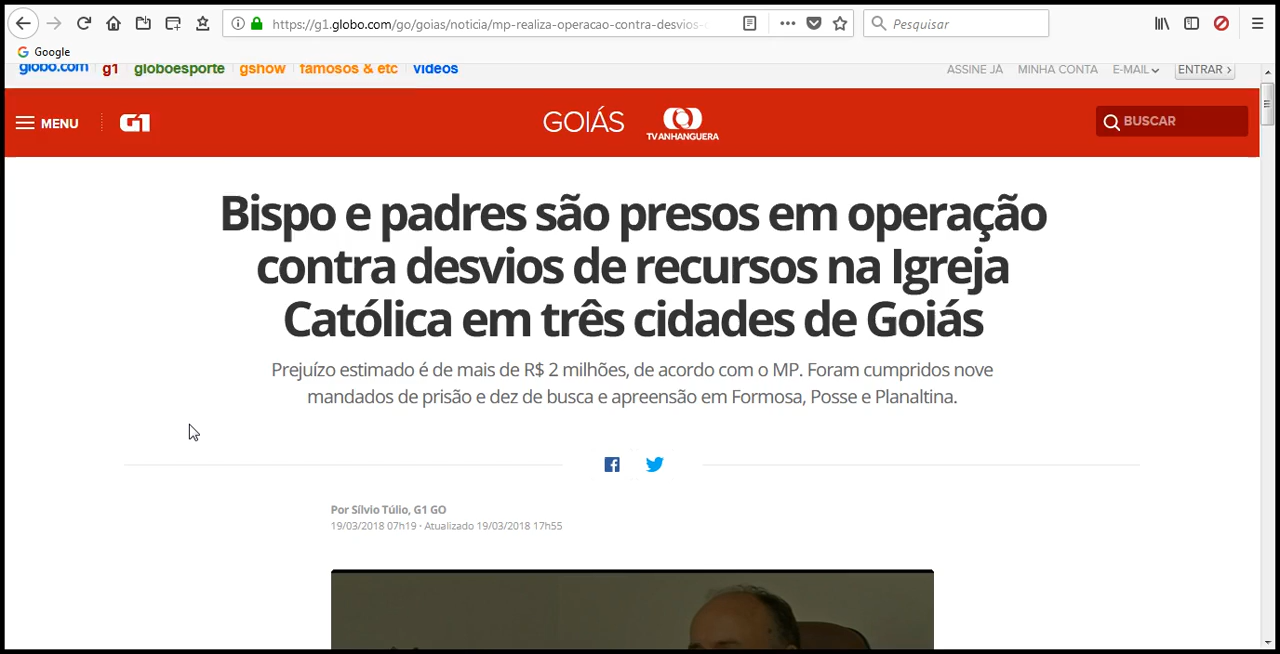 https://g1.globo.com/go/goias/noticia/mp-realiza-operacao-contra-desvios-
Pesquisar
Google
globo.com g1 globoesporte gshow famosos & etc vídeos ASSINE JÁ MINHA CONTA E-MAIL ENTRAR ›
MENU G1 GOIÁS TV ANHANGUERA BUSCAR
Bispo e padres são presos em operação
contra desvios de recursos na Igreja
Católica em três cidades de Goiás
Prejuízo estimado é de mais de R$ 2 milhões, de acordo com o MP. Foram cumpridos nove
mandados de prisão e dez de busca e apreensão em Formosa, Posse e Planaltina.
Por Sílvio Túlio, G1 GO
19/03/2018 07h19 · Atualizado 19/03/2018 17h55